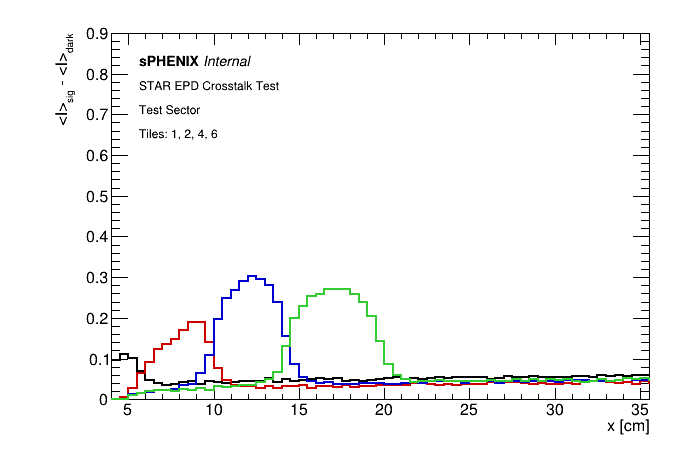 <I>sig - <I>dark
0.9
0.8
0.7
0.6
0.5
0.4
0.3
0.2
0.1
0
sPHENIX Internal
STAR EPD Crosstalk Test
Test Sector
Tiles: 1, 2, 4, 6
5 10 15 20 25 30 35
x [cm]